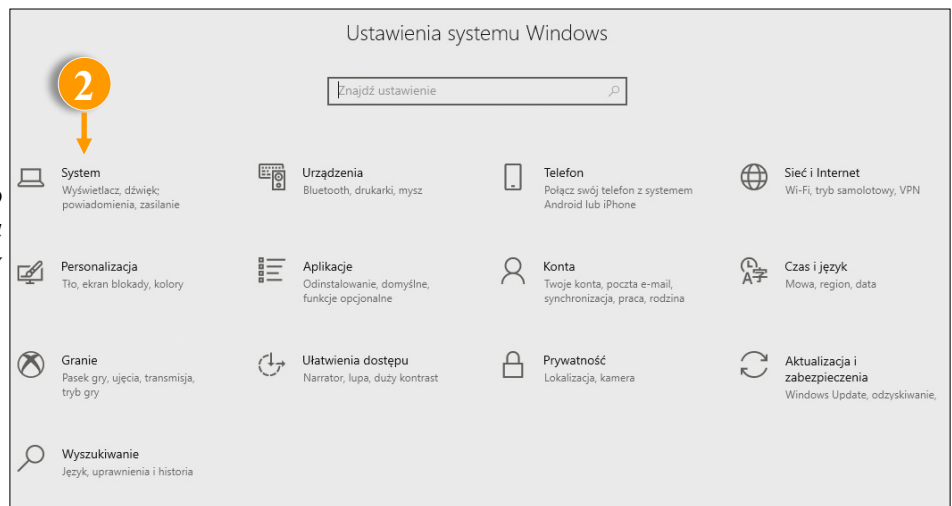 Ustawienia systemu Windows
2
Znajdź ustawienie
System
Wyświetlacz, dźwięk;
powiadomienia, zasilanie
Urządzenia
Bluetooth, drukarki, mysz
Telefon
Połącz swój telefon z systemem
Android lub iPhone
Sieć i Internet
Wi-Fi, tryb samolotowy, VPN
Personalizacja
Tło, ekran blokady, kolory
Aplikacje
Odinstalowanie, domyślne,
funkcje opcjonalne
Konta
Twoje konta, poczta e-mail,
synchronizacja, praca, rodzina
Czas i język
Mowa, region, data
Granie
Pasek gry, ujęcia, transmisja,
tryb gry
Ułatwienia dostępu
Narrator, lupa, duży kontrast
Prywatność
Lokalizacja, kamera
Aktualizacja i
zabezpieczenia
Windows Update, odzyskiwanie,
Wyszukiwanie
Język, uprawnienia i historia